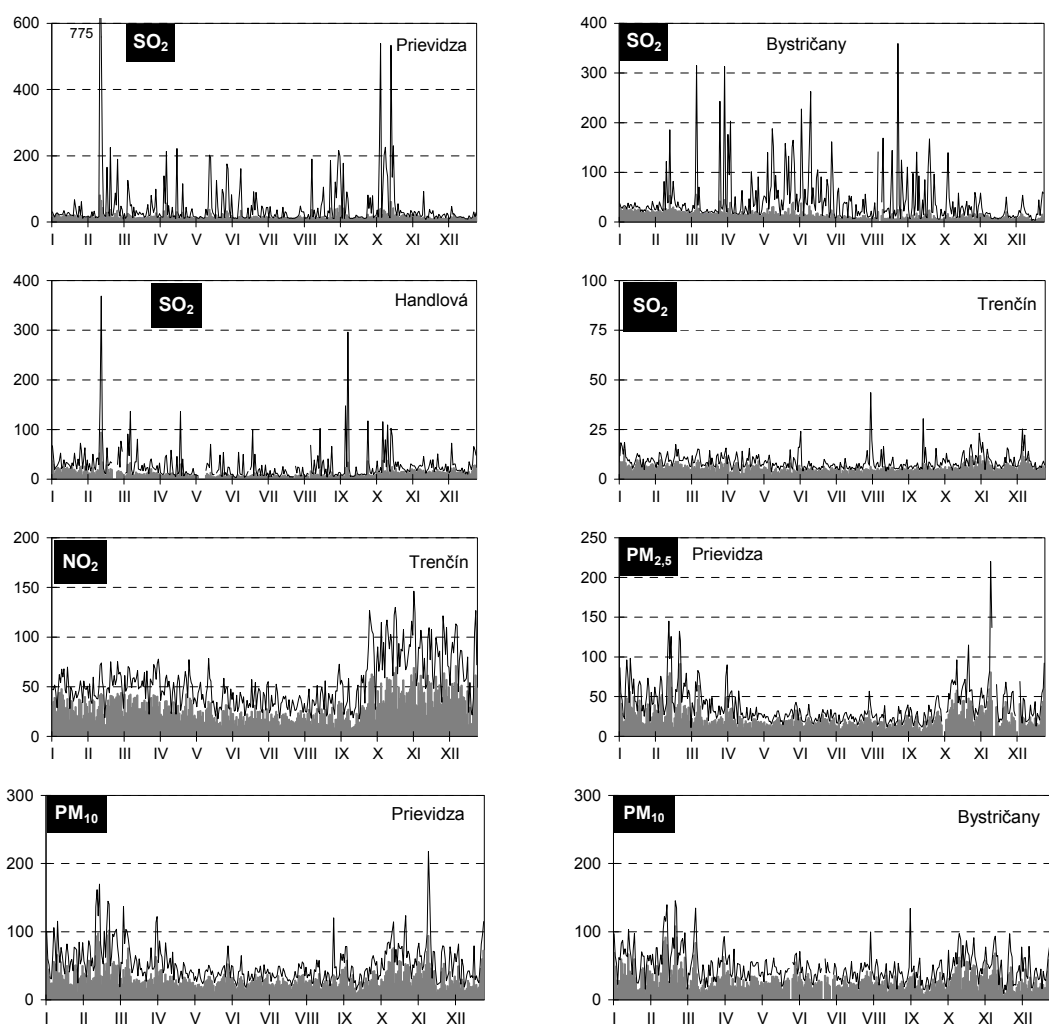 600
400
200
0
775
SO₂
Prievidza
I II III IV V VI VII VIII IX X XI XII
400
300
200
100
0
SO₂
Bystričany
I II III IV V VI VII VIII IX X XI XII
400
300
200
100
0
SO₂
Handlová
I II III IV V VI VII VIII IX X XI XII
100
75
50
25
0
SO₂
Trenčín
I II III IV V VI VII VIII IX X XI XII
200
150
100
50
0
NO₂
Trenčín
I II III IV V VI VII VIII IX X XI XII
250
200
150
100
50
0
PM₂,₅
Prievidza
I II III IV V VI VII VIII IX X XI XII
300
200
100
0
PM₁₀
Prievidza
I II III IV V VI VII VIII IX X XI XII
300
200
100
0
PM₁₀
Bystričany
I II III IV V VI VII VIII IX X XI XII